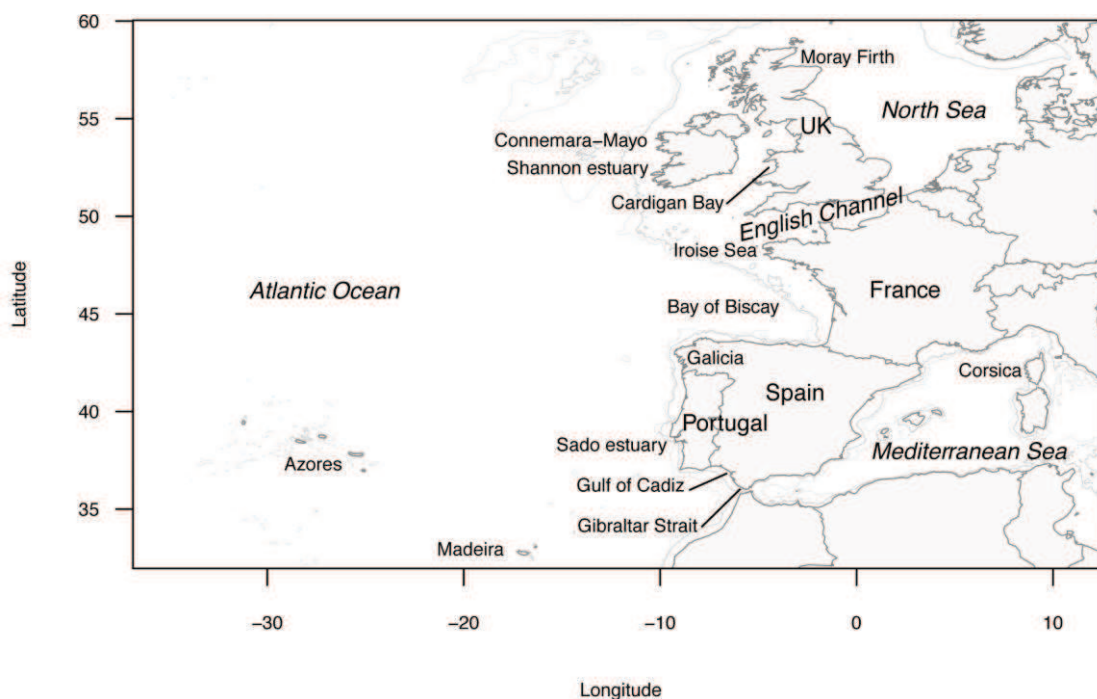 60
55
50
45
40
35
Latitude
Moray Firth
North Sea
UK
Connemara−Mayo
Shannon estuary
Cardigan Bay
English Channel
Iroise Sea
Atlantic Ocean
France
Bay of Biscay
Galicia
Corsica
Spain
Portugal
Sado estuary
Mediterranean Sea
Azores
Gulf of Cadiz
Gibraltar Strait
Madeira
−30
−20
−10
0
10
Longitude